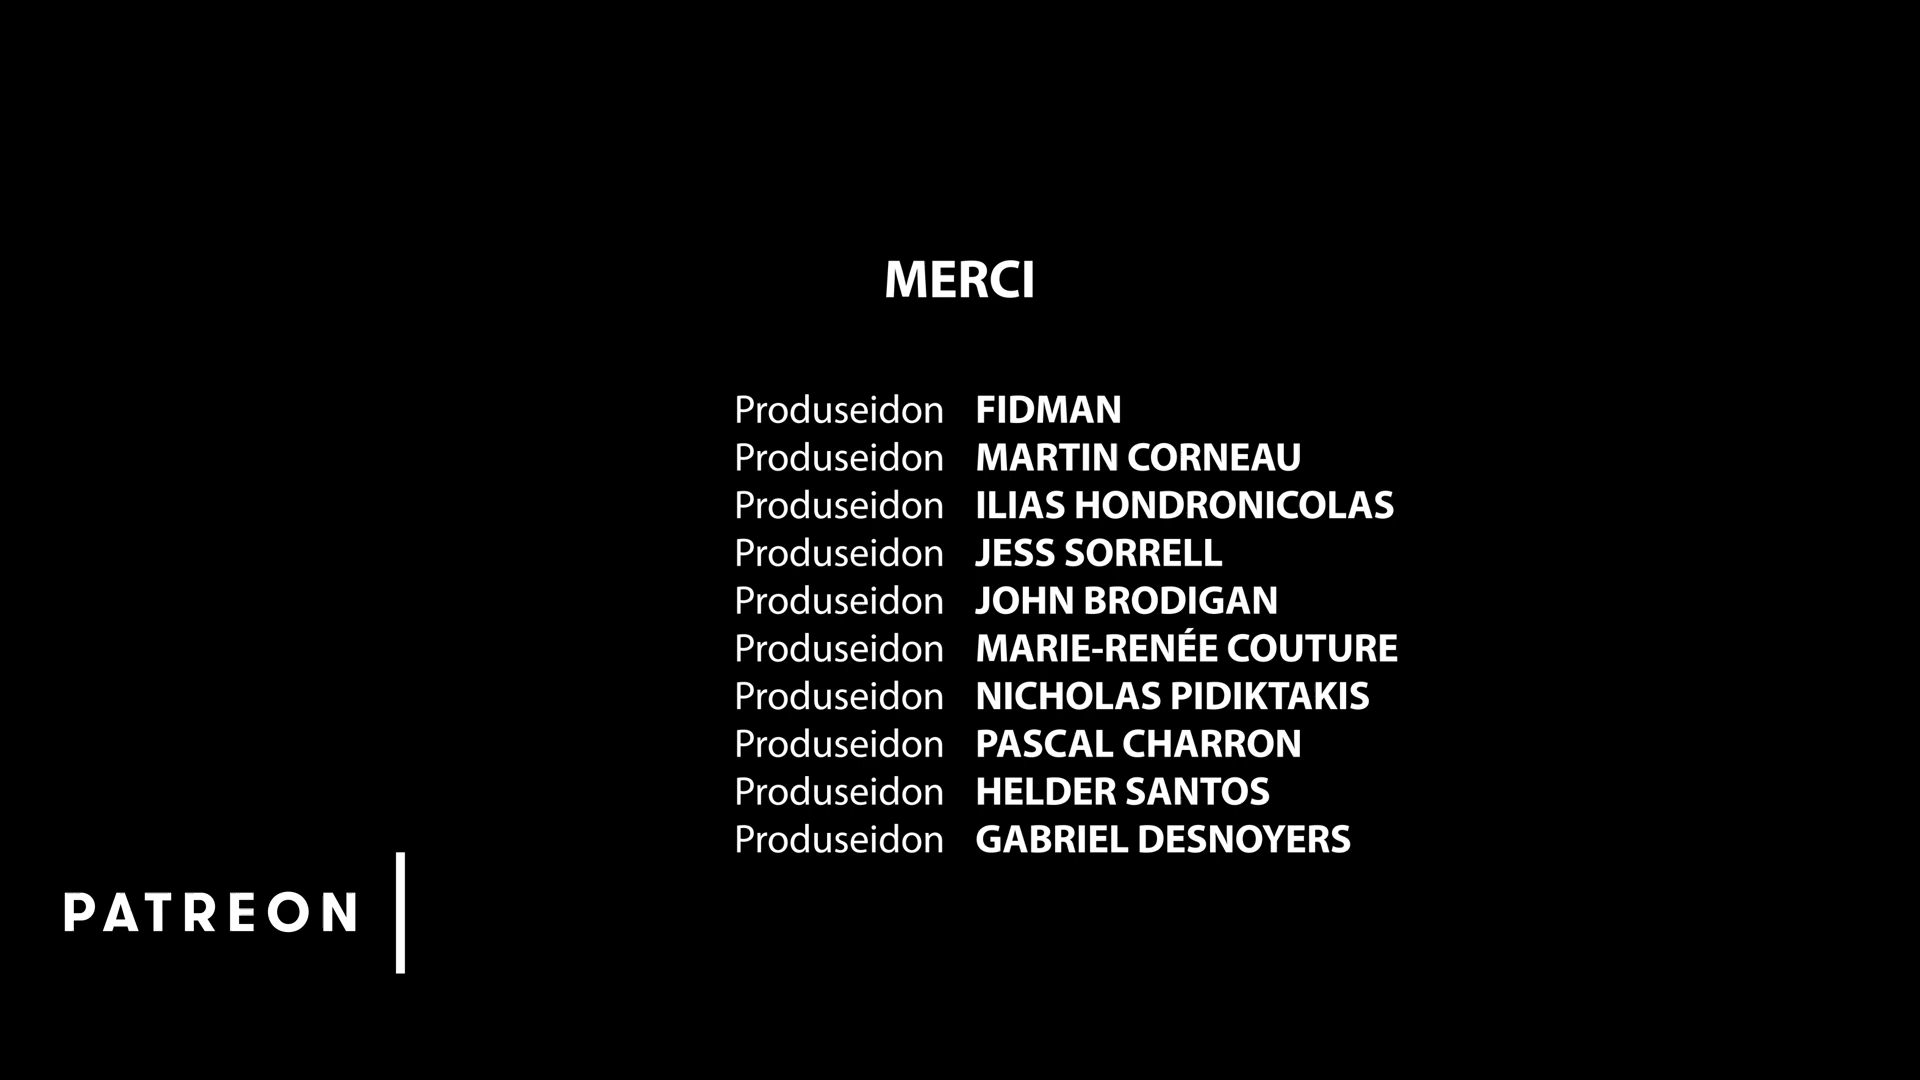 MERCI
Produseidon FIDMAN
Produseidon MARTIN CORNEAU
Produseidon ILIAS HONDRONICOLAS
Produseidon JESS SORRELL
Produseidon JOHN BRODIGAN
Produseidon MARIE-RENÉE COUTURE
Produseidon NICHOLAS PIDIKTAKIS
Produseidon PASCAL CHARRON
Produseidon HELDER SANTOS
Produseidon GABRIEL DESNOYERS
PATREON